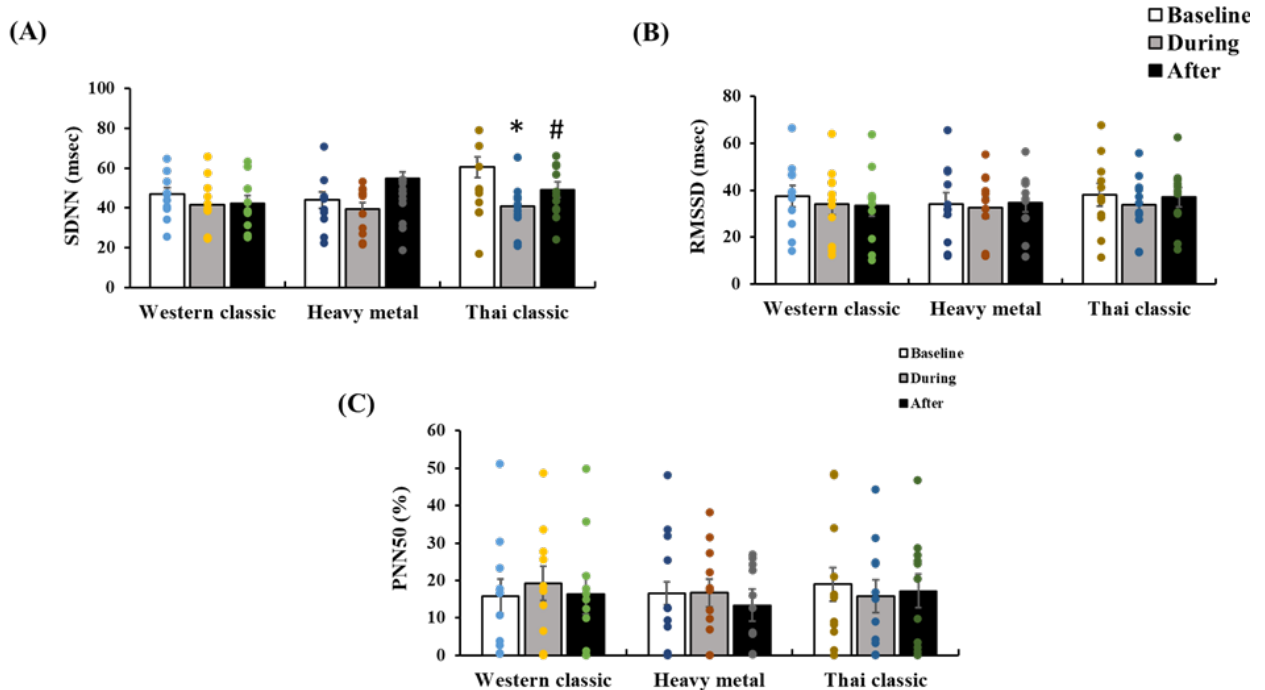 (A)
SDNN (msec)
100
80
60
40
20
0
* #
Western classic Heavy metal Thai classic
(B)
Baseline
During
After
RMSSD (msec)
80
60
40
20
0
Western classic Heavy metal Thai classic
Baseline
During
After
(C)
PNN50 (%)
60
50
40
30
20
10
0
Western classic Heavy metal Thai classic